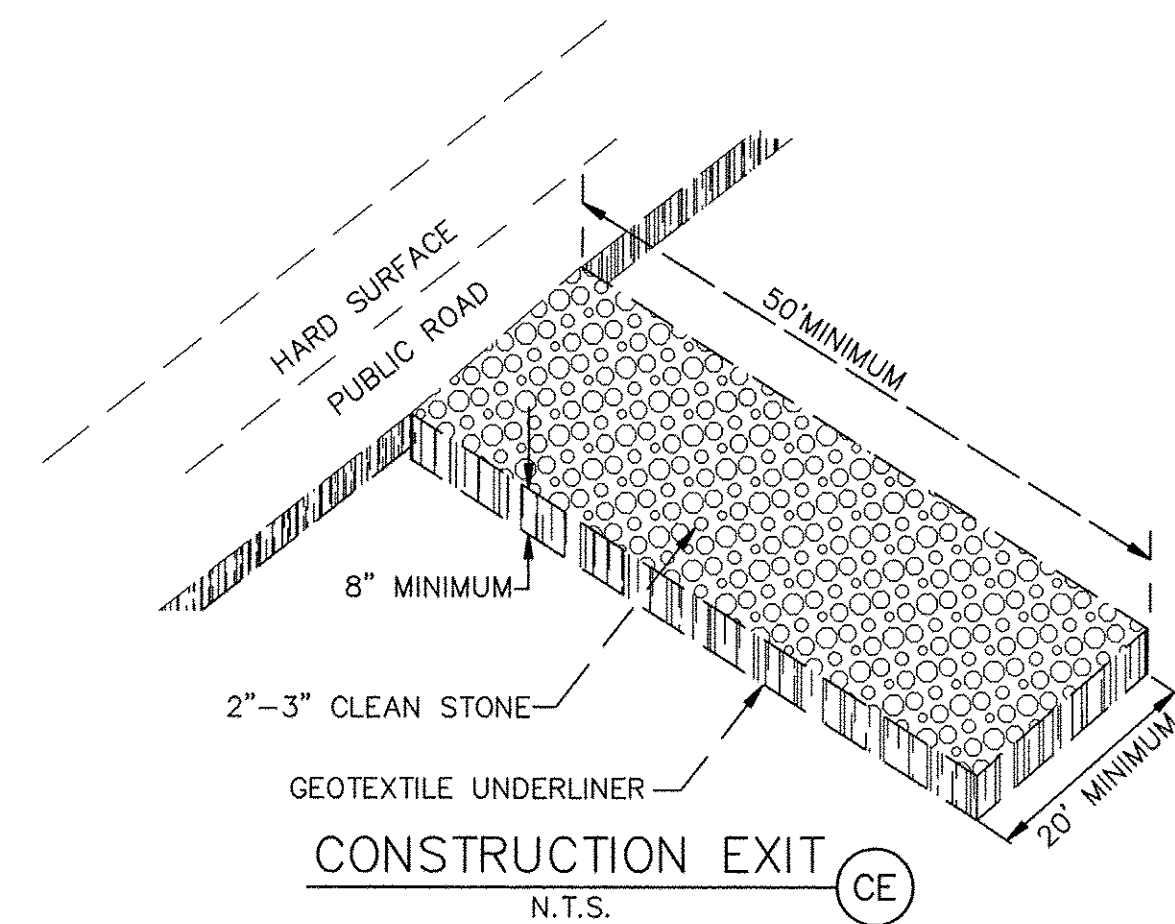 HARD SURFACE
PUBLIC ROAD
50'MINIMUM
8" MINIMUM
2"-3" CLEAN STONE
GEOTEXTILE UNDERLINER
20' MINIMUM
CONSTRUCTION EXIT
CE
N.T.S.